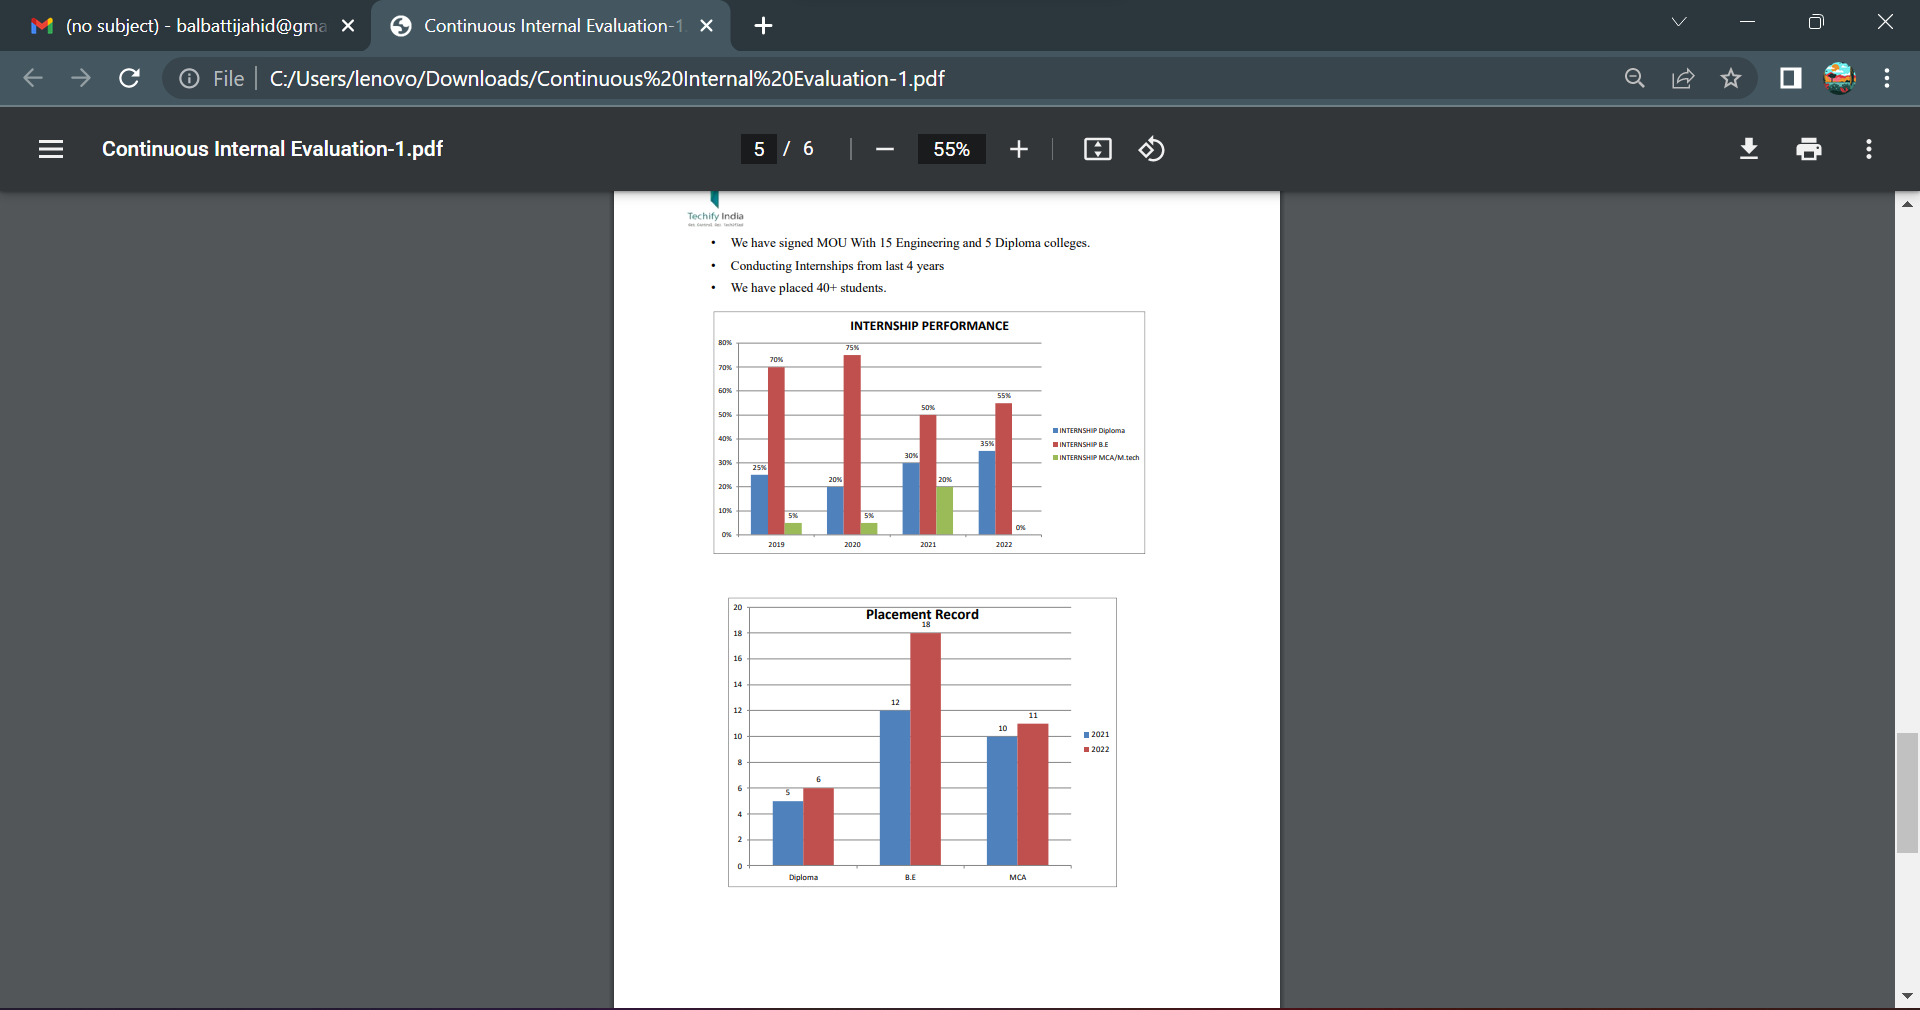 (no subject) - balbattijahid@gma
Continuous Internal Evaluation-1.
File
C:/Users/lenovo/Downloads/Continuous%20Internal%20Evaluation-1.pdf
Continuous Internal Evaluation-1.pdf
5 / 6
55%
Techify India
• We have signed MOU With 15 Engineering and 5 Diploma colleges.
• Conducting Internships from last 4 years
• We have placed 40+ students.
INTERNSHIP PERFORMANCE
80%
70%
60%
50%
40%
30%
20%
10%
0%
25%
70%
5%
20%
75%
5%
30%
50%
20%
35%
55%
0%
2019
2020
2021
2022
INTERNSHIP Diploma
INTERNSHIP B.E
INTERNSHIP MCA/M.tech
Placement Record
20
18
16
14
12
10
8
6
4
2
0
5
6
12
18
10
11
Diploma
B.E
MCA
2021
2022